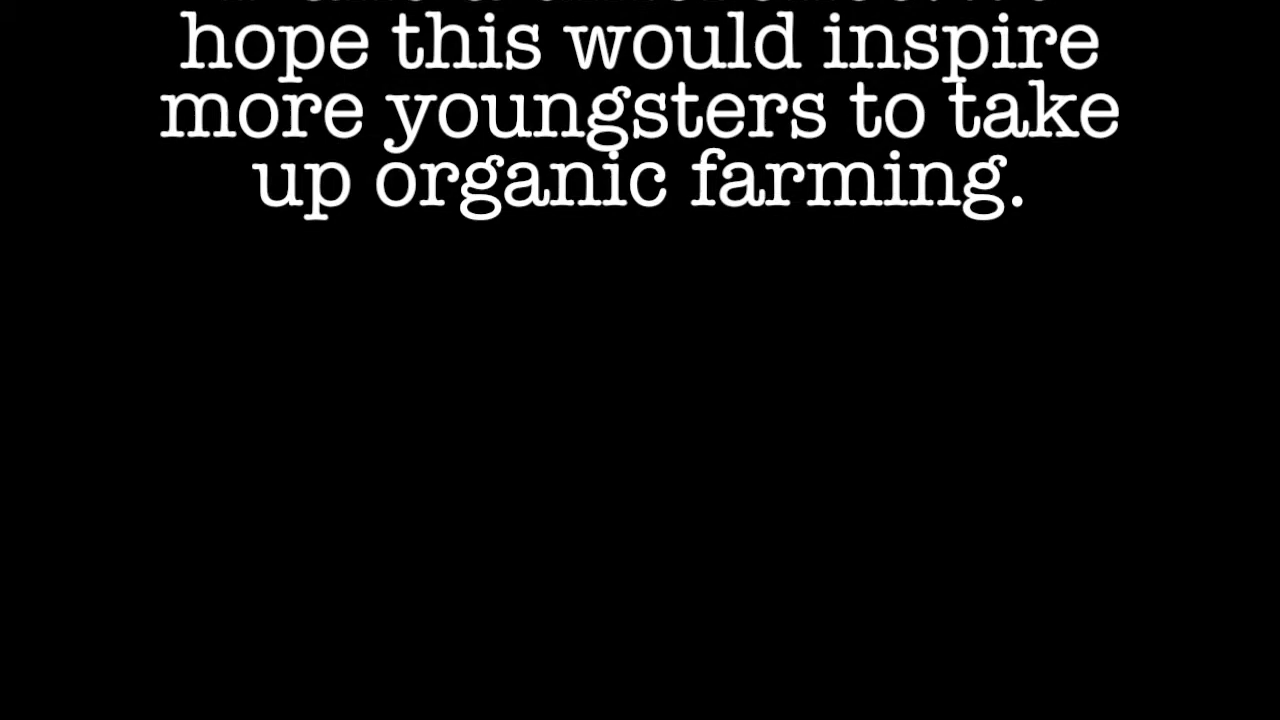 hope this would inspire
more youngsters to take
up organic farming.